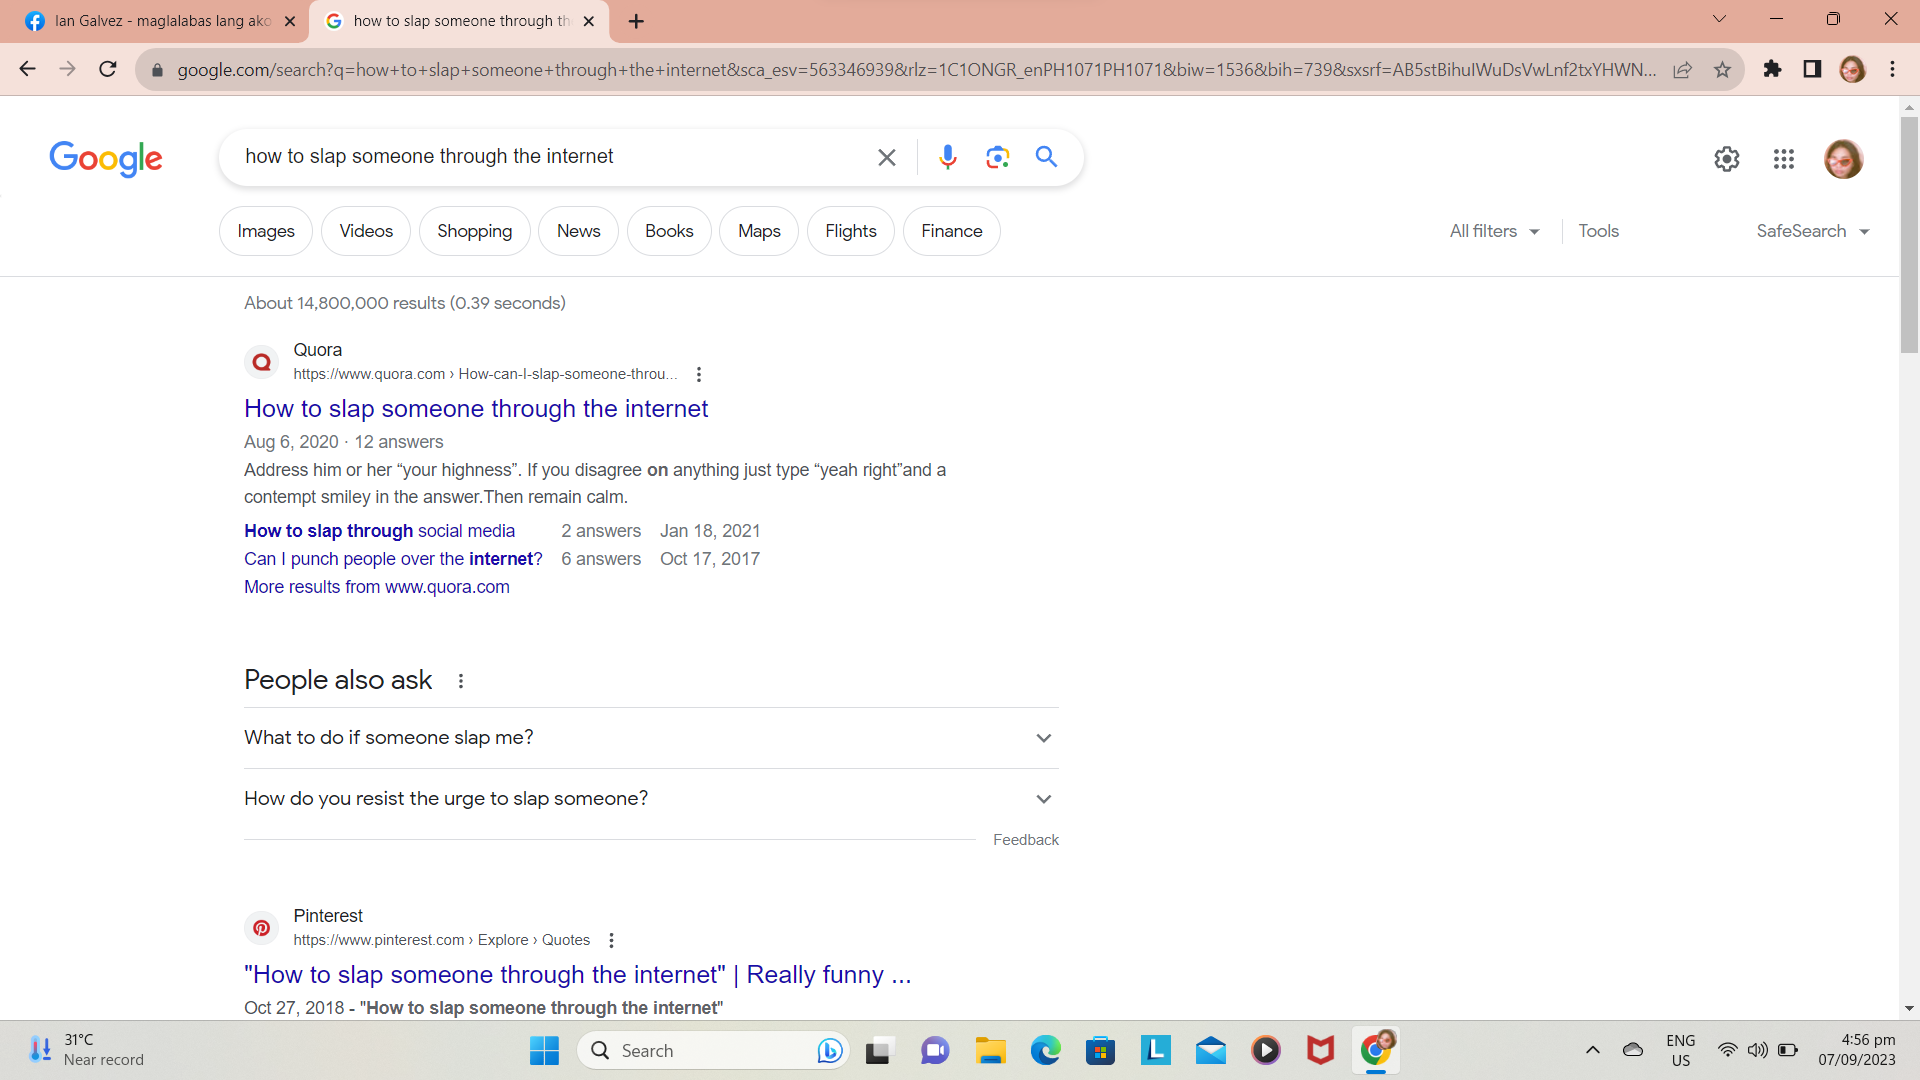 Ian Galvez - maglalabas lang ako
how to slap someone through th
google.com/search?q=how+to+slap+someone+through+the+internet&sca_esv=563346939&rlz=1C1ONGR_enPH1071PH1071&biw=1536&bih=739&sxsrf=AB5stBihuIWuDsVwLnf2txYHWN...
Google
how to slap someone through the internet
Images
Videos
Shopping
News
Books
Maps
Flights
Finance
All filters
Tools
SafeSearch
About 14,800,000 results (0.39 seconds)
Quora
https://www.quora.com › How-can-I-slap-someone-throu...
How to slap someone through the internet
Aug 6, 2020 · 12 answers
Address him or her “your highness”. If you disagree on anything just type “yeah right”and a
contempt smiley in the answer.Then remain calm.
How to slap through social media 2 answers Jan 18, 2021
Can I punch people over the internet? 6 answers Oct 17, 2017
More results from www.quora.com
People also ask
What to do if someone slap me?
How do you resist the urge to slap someone?
Feedback
Pinterest
https://www.pinterest.com › Explore › Quotes
"How to slap someone through the internet" | Really funny ...
Oct 27, 2018 - "How to slap someone through the internet"
31°C
Near record
Search
L
ENG
US
4:56 pm
07/09/2023